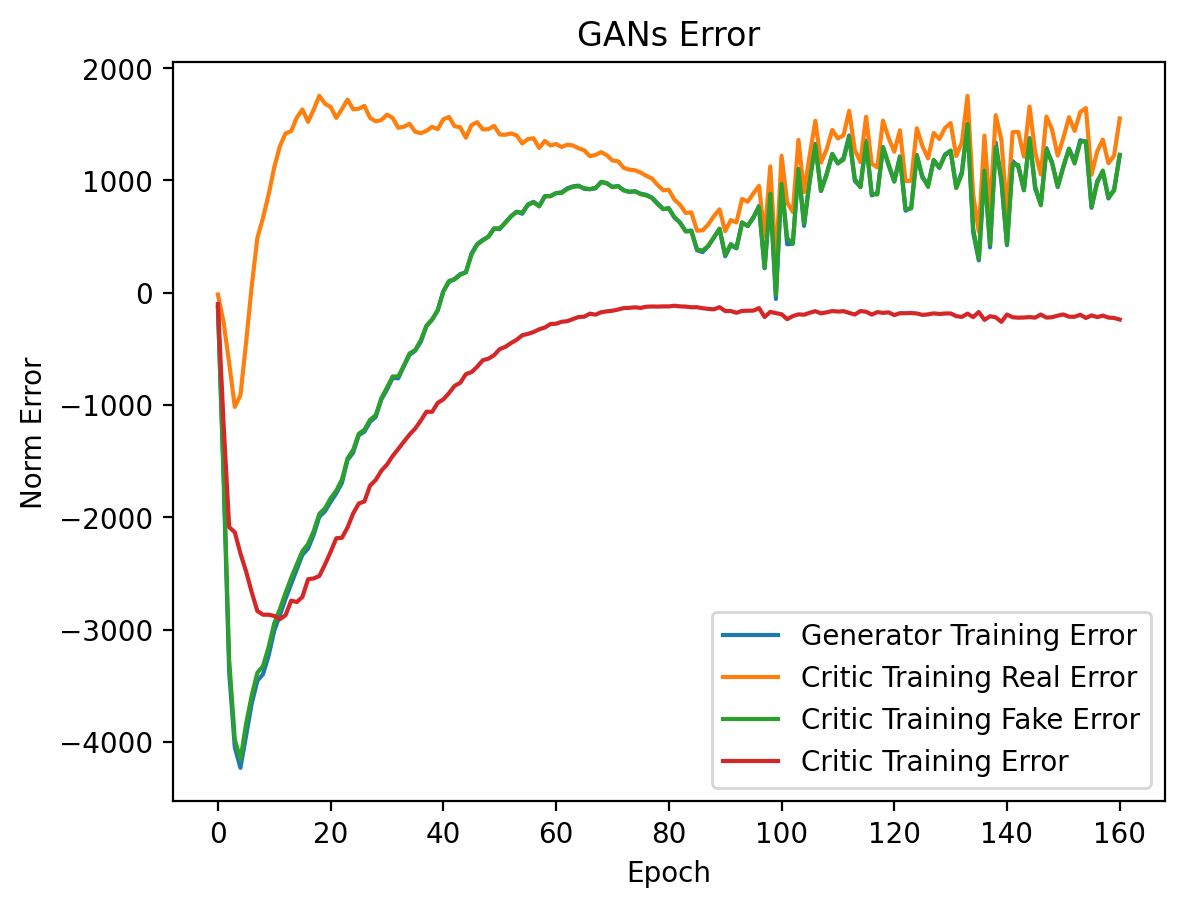 GANs Error
2000
1000
0
−1000
−2000
−3000
−4000
Norm Error
Generator Training Error
Critic Training Real Error
Critic Training Fake Error
Critic Training Error
0 20 40 60 80 100 120 140 160
Epoch